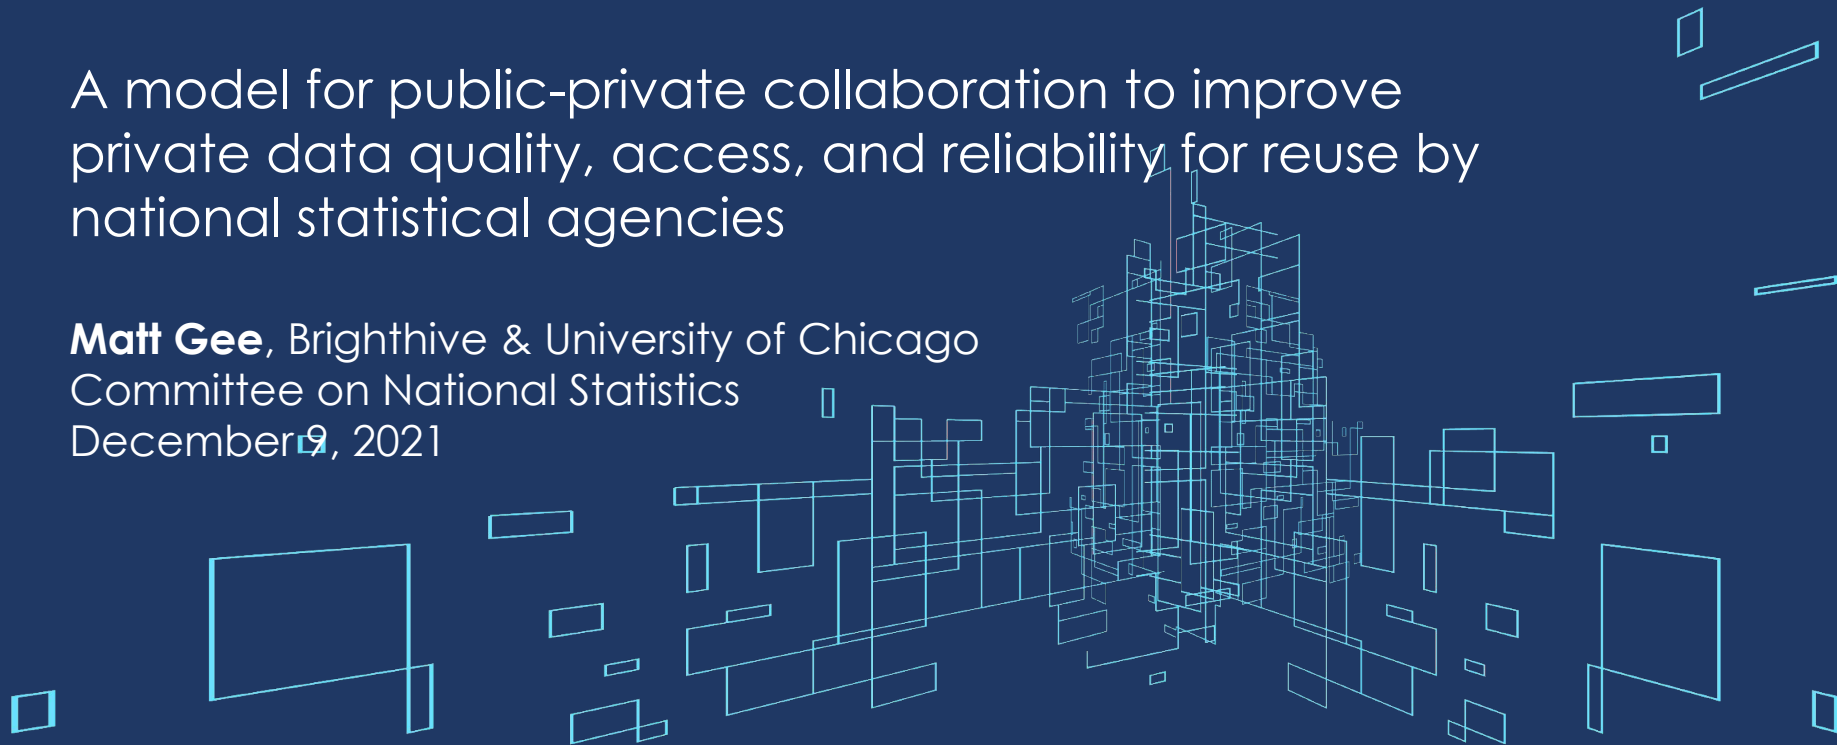 A model for public-private collaboration to improve
private data quality, access, and reliability for reuse by
national statistical agencies
Matt Gee, Brighthive & University of Chicago
Committee on National Statistics
December 9, 2021